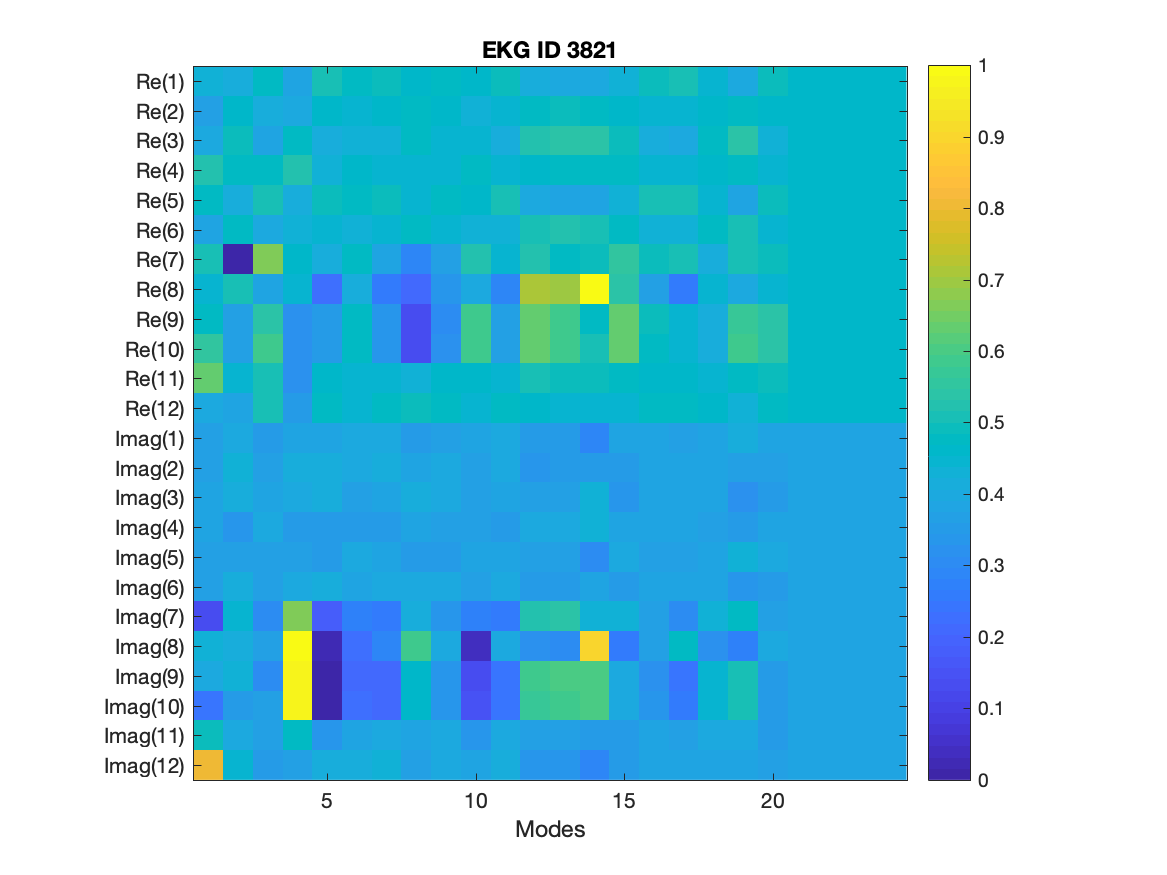 EKG ID 3821
Re(1)
Re(2)
Re(3)
Re(4)
Re(5)
Re(6)
Re(7)
Re(8)
Re(9)
Re(10)
Re(11)
Re(12)
Imag(1)
Imag(2)
Imag(3)
Imag(4)
Imag(5)
Imag(6)
Imag(7)
Imag(8)
Imag(9)
Imag(10)
Imag(11)
Imag(12)
5 10 15 20
Modes
1
0.9
0.8
0.7
0.6
0.5
0.4
0.3
0.2
0.1
0